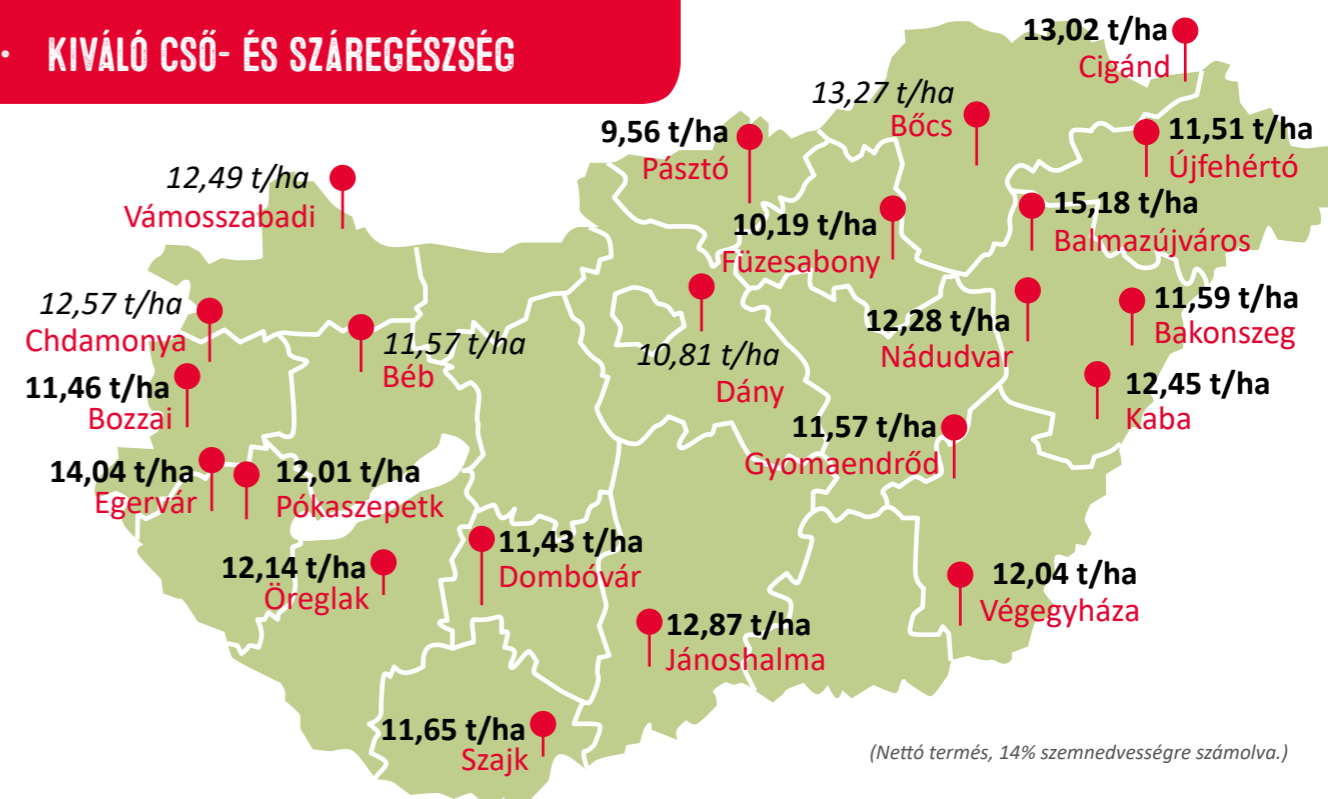 · KIVÁLÓ CSŐ- ÉS SZÁREGÉSZSÉG
13,02 t/ha
Cigánd
13,27 t/ha
Bőcs
9,56 t/ha
Pásztó
11,51 t/ha
Újfehértó
12,49 t/ha
Vámosszabadi
15,18 t/ha
Balmazújváros
10,19 t/ha
Füzesabony
12,57 t/ha
Chdamonya
11,57 t/ha
Béb
10,81 t/ha
Dány
12,28 t/ha
Nádudvar
11,59 t/ha
Bakonszeg
11,46 t/ha
Bozzai
12,45 t/ha
Kaba
11,57 t/ha
Gyomaendrőd
14,04 t/ha
Egervár
12,01 t/ha
Pókaszepetk
12,14 t/ha
Öreglak
11,43 t/ha
Dombóvár
12,04 t/ha
Végegyháza
12,87 t/ha
Jánoshalma
11,65 t/ha
Szajk
(Nettó termés, 14% szemnedvességre számolva.)